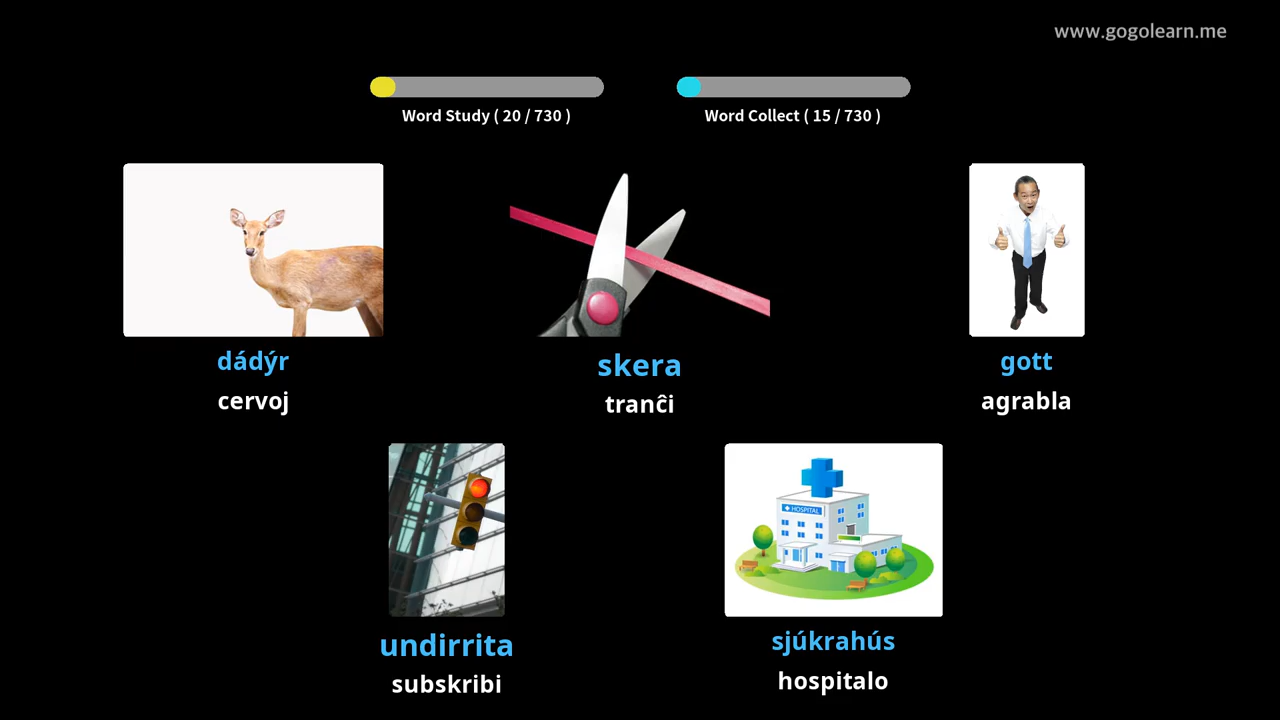 www.gogolearn.me
Word Study ( 20 / 730 )
Word Collect ( 15 / 730 )
dádýr
cervoj
skera
tranĉi
gott
agrabla
HOSPITAL
undirrita
subskribi
sjúkrahús
hospitalo